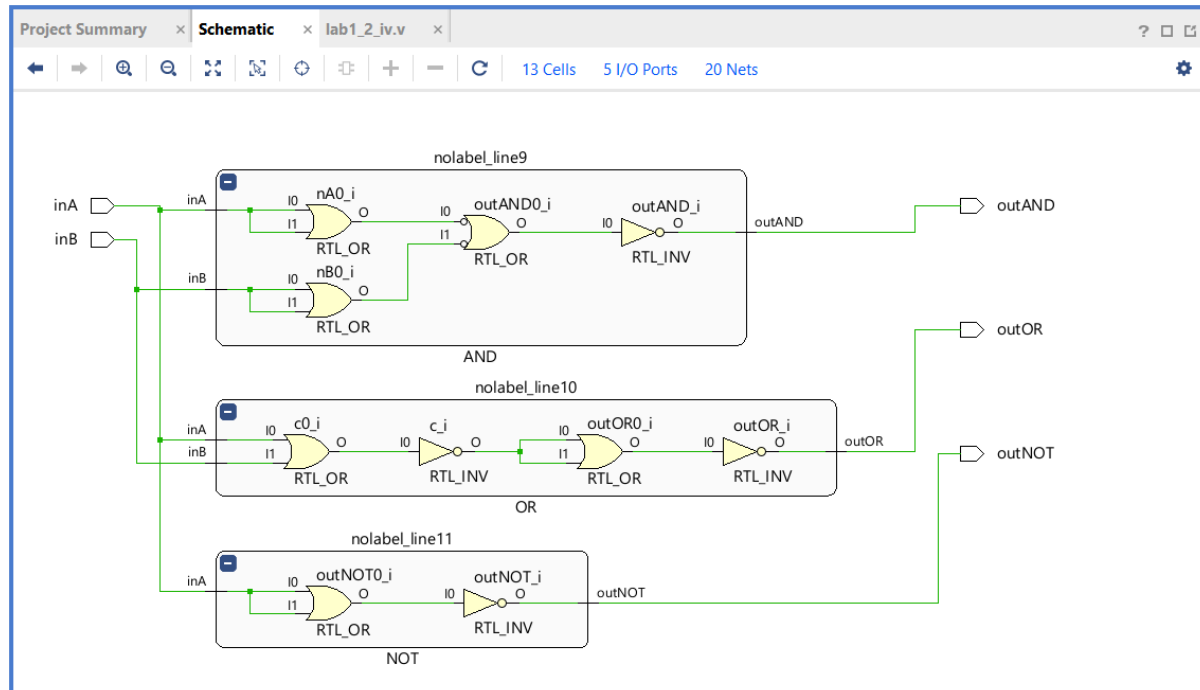 Project Summary × Schematic × lab1_2_iv.v ×
?
13 Cells 5 I/O Ports 20 Nets
nolabel_line9
inA
inB
inA
inB
nA0_i
I0
I1
O
RTL_OR
nB0_i
I0
I1
O
RTL_OR
outAND0_i
I0
I1
O
RTL_OR
outAND_i
I0
O
RTL_INV
outAND
outAND
AND
nolabel_line10
inA
inB
c0_i
I0
I1
O
RTL_OR
c_i
I0
O
RTL_INV
outOR0_i
I0
I1
O
RTL_OR
outOR_i
I0
O
RTL_INV
outOR
outOR
OR
nolabel_line11
inA
outNOT0_i
I0
I1
O
RTL_OR
outNOT_i
I0
O
RTL_INV
outNOT
outNOT
NOT